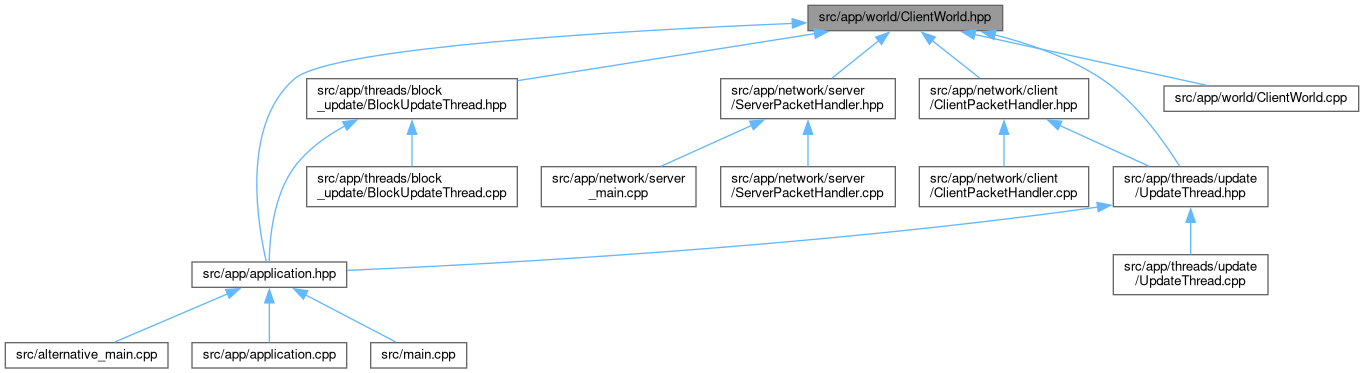 src/app/world/ClientWorld.hpp
src/app/threads/block
_update/BlockUpdateThread.hpp
src/app/network/server
/ServerPacketHandler.hpp
src/app/network/client
/ClientPacketHandler.hpp
src/app/world/ClientWorld.cpp
src/app/threads/block
_update/BlockUpdateThread.cpp
src/app/network/server
_main.cpp
src/app/network/server
/ServerPacketHandler.cpp
src/app/network/client
/ClientPacketHandler.cpp
src/app/threads/update
/UpdateThread.hpp
src/app/application.hpp
src/app/threads/update
/UpdateThread.cpp
src/alternative_main.cpp
src/app/application.cpp
src/main.cpp